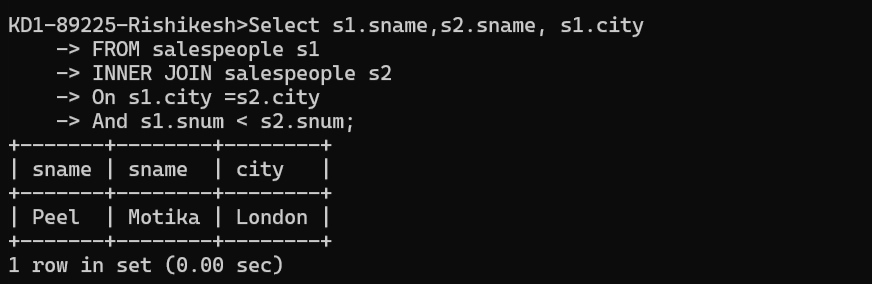 KD1-89225-Rishikesh>Select s1.sname,s2.sname, s1.city
    -> FROM salespeople s1
    -> INNER JOIN salespeople s2
    -> On s1.city =s2.city
    -> And s1.snum < s2.snum;
+-------+--------+--------+
| sname | sname  | city   |
+-------+--------+--------+
| Peel  | Motika | London |
+-------+--------+--------+
1 row in set (0.00 sec)